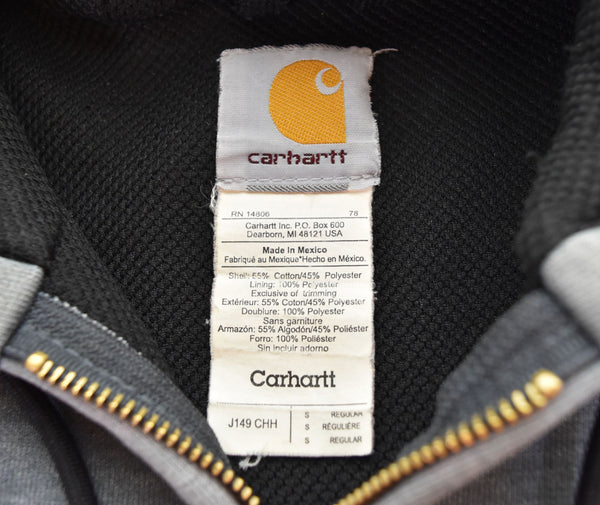 carhartt
RN 14806 78
Carhartt Inc. P.O. Box 600
Dearborn, MI 48121 USA
Made In Mexico
Fabriqué au Mexique*Hecho en México.
Shell: 55% Cotton/45% Polyester
Lining: 100% Polyester
Exclusive of trimming
Extérieur: 55% Coton/45% Polyester
Doublure: 100% Polyester
Sans garniture
Armazón: 55% Algodón/45% Poliéster
Forro: 100% Poliéster
Sin incluir adorno
Carhartt
J149 CHH
S REGULAR
S RÉGULIÈRE
S REGULAR